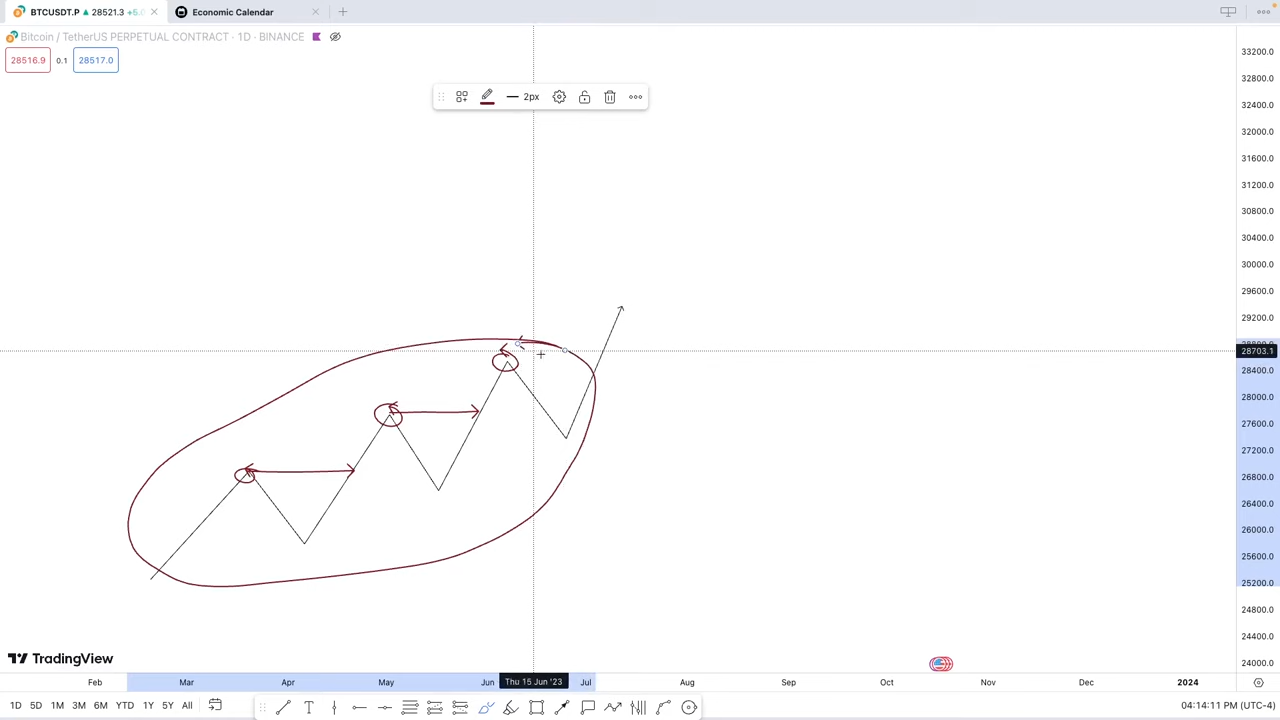 BTCUSDT.P ▲ 28521.3 +5.0
Economic Calendar
Bitcoin / TetherUS PERPETUAL CONTRACT · 1D · BINANCE
28516.9 0.1 28517.0
2px
33200.0
32800.0
32400.0
32000.0
31600.0
31200.0
30800.0
30400.0
30000.0
29600.0
29200.0
28703.1
28400.0
28000.0
27600.0
27200.0
26800.0
26400.0
26000.0
25600.0
25200.0
24800.0
24400.0
24000.0
TradingView
Feb Mar Apr May Jun Thu 15 Jun '23 Jul Aug Sep Oct Nov Dec 2024
1D 5D 1M 3M 6M YTD 1Y 5Y All
04:14:11 PM (UTC-4)